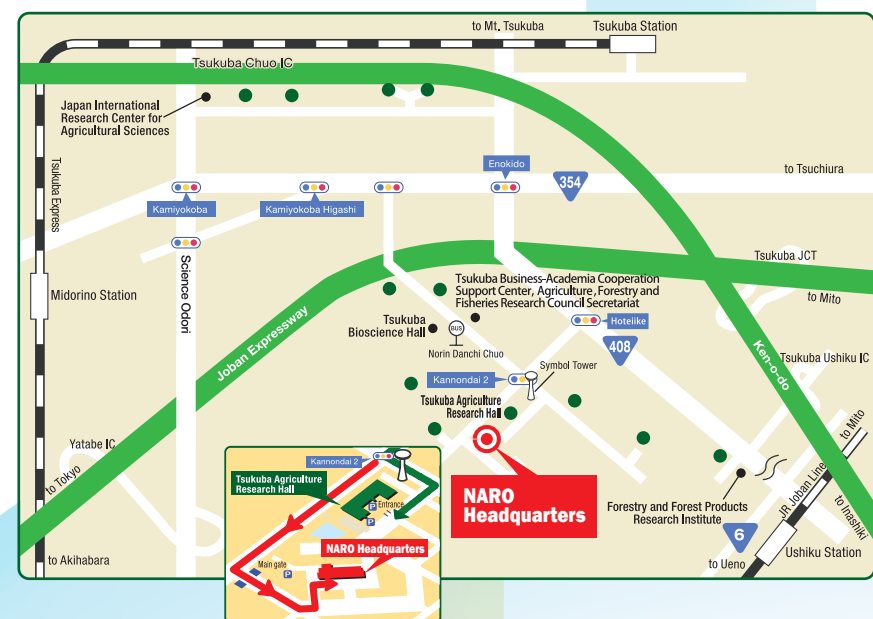 to Mt. Tsukuba
Tsukuba Station
Tsukuba Chuo IC
Japan International
Research Center for
Agricultural Sciences
Tsukuba Express
Enokido
354
to Tsuchiura
Kamiyokoba
Kamiyokoba Higashi
Science Odori
Midorino Station
Tsukuba JCT
to Mito
Tsukuba Business-Academia Cooperation
Support Center, Agriculture, Forestry and
Fisheries Research Council Secretariat
Tsukuba
Bioscience Hall
BUS
Norin Danchi Chuo
Hoteiike
408
Joban Expressway
Ken-o-do
Tsukuba Ushiku IC
Symbol Tower
Kannondai 2
Tsukuba Agriculture
Research Hall
Yatabe IC
to Tokyo
to Akihabara
NARO
Headquarters
Forestry and Forest Products
Research Institute
6
to Ueno
JR Joban Line
to Mito
to Inashiki
Ushiku Station
Kannondai 2
Tsukuba Agriculture
Research Hall
P
Entrance
P
NARO Headquarters
Main gate
P